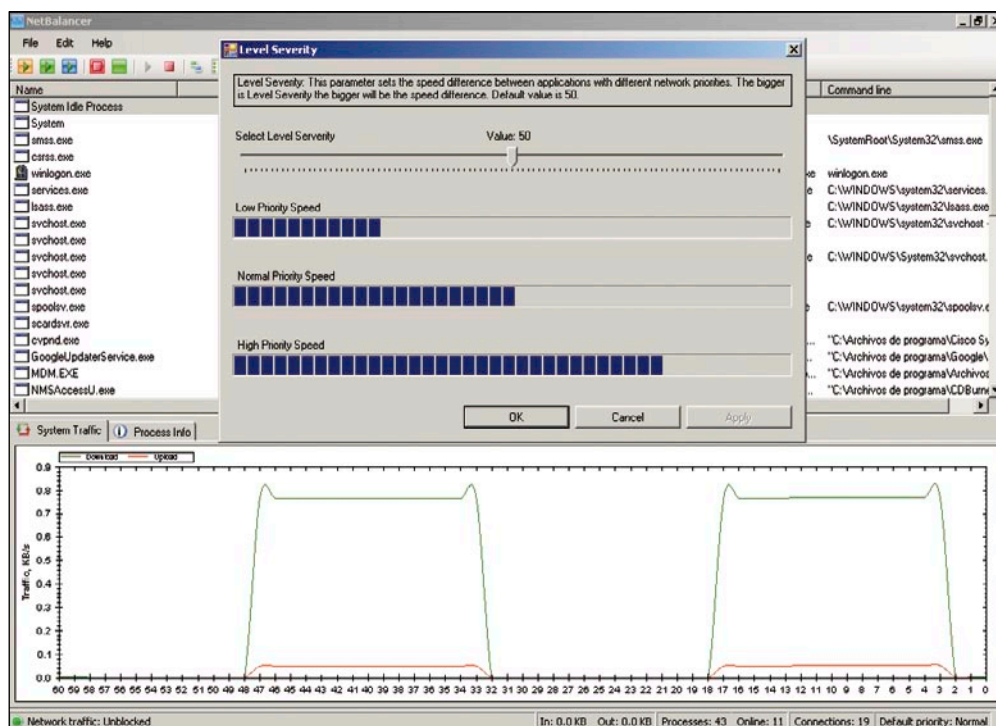 NetBalancer
File Edit Help
Name
Command line
System Idle Process
System
smss.exe
\SystemRoot\System32\smss.exe
csrss.exe
winlogon.exe
winlogon.exe
services.exe
C:\WINDOWS\system32\services.
lsass.exe
C:\WINDOWS\system32\lsass.exe
svchost.exe
C:\WINDOWS\system32\svchost -
svchost.exe
svchost.exe
C:\WINDOWS\System32\svchost.
svchost.exe
svchost.exe
spoolsv.exe
C:\WINDOWS\system32\spoolsv.e
scardsvr.exe
cvpnd.exe
"C:\Archivos de programa\Cisco Sy
GoogleUpdaterService.exe
"C:\Archivos de programa\Google\
MDM.EXE
"C:\Archivos de programa\Archivos
NMSAccessU.exe
"C:\Archivos de programa\CDBurne
Level Severity
Level Severity: This parameter sets the speed difference between applications with different network priorities. The bigger
is Level Severity the bigger will be the speed difference. Default value is 50.
Select Level Serverity Value: 50
Low Priority Speed
Normal Priority Speed
High Priority Speed
OK Cancel Apply
System Traffic Process Info
Download Upload
Traffic, KB/s
0.9
0.8
0.7
0.6
0.5
0.4
0.3
0.2
0.1
0.0
60 59 58 57 56 55 54 53 52 51 50 49 48 47 46 45 44 43 42 41 40 39 38 37 36 35 34 33 32 31 30 29 28 27 26 25 24 23 22 21 20 19 18 17 16 15 14 13 12 11 10 9 8 7 6 5 4 3 2 1 0
Network traffic: Unblocked In: 0.0 KB Out: 0.0 KB Processes: 43 Online: 11 Connections: 19 Default priority: Normal